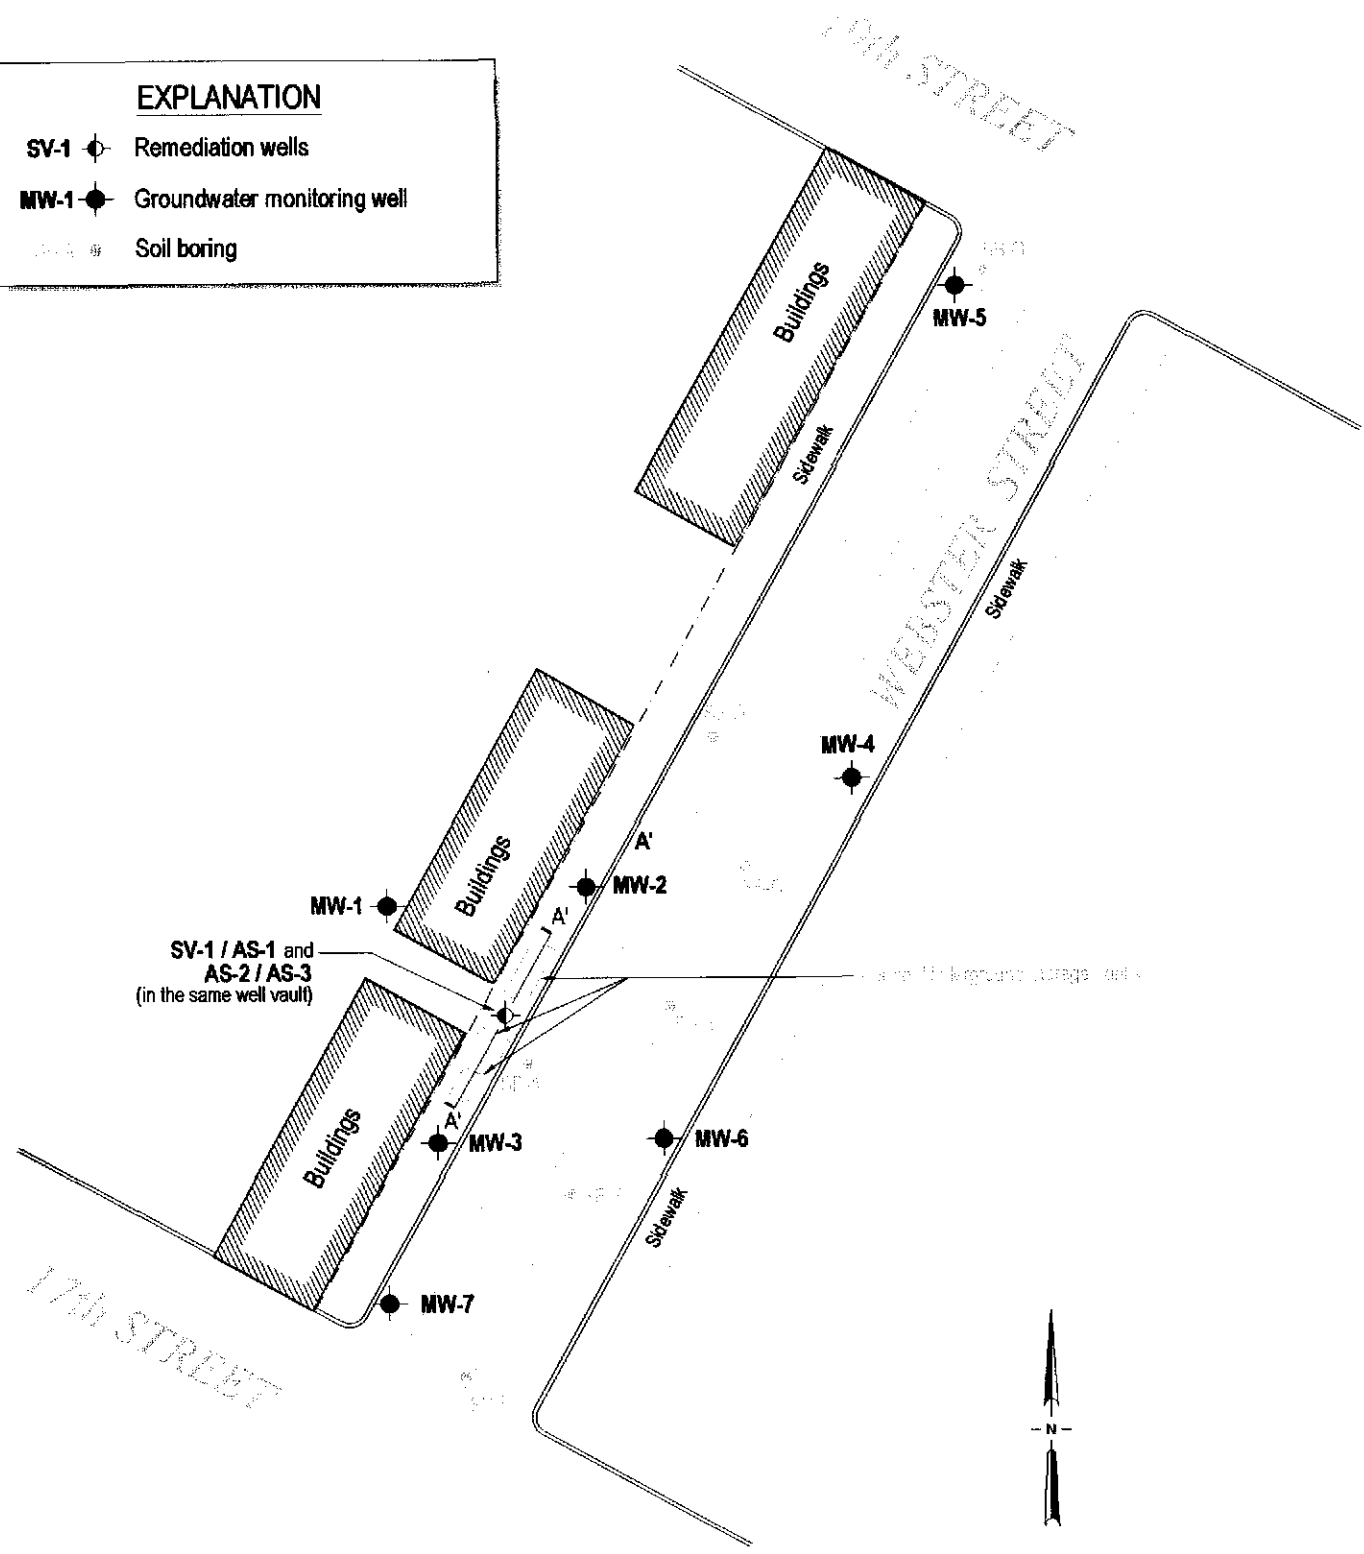 EXPLANATION
SV-1 Remediation wells
MW-1 Groundwater monitoring well
Soil boring
STREET
Buildings
MW-5
Sidewalk
WEBSTER STREET
Sidewalk
MW-4
A'
Buildings
MW-2
MW-1
A'
SV-1 / AS-1 and
AS-2 / AS-3
(in the same well vault)
Buildings
A'
MW-3
MW-6
Sidewalk
MW-7
17th STREET
N